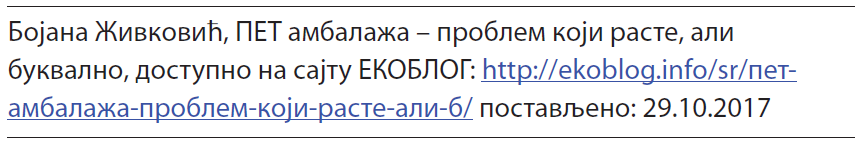 Бојана Живковић, ПЕТ амбалажа – проблем који расте, али
буквално, доступно на сајту ЕКОБЛОГ: http://ekoblog.info/sr/пет-
амбалажа-проблем-који-расте-али-б/ постављено: 29.10.2017